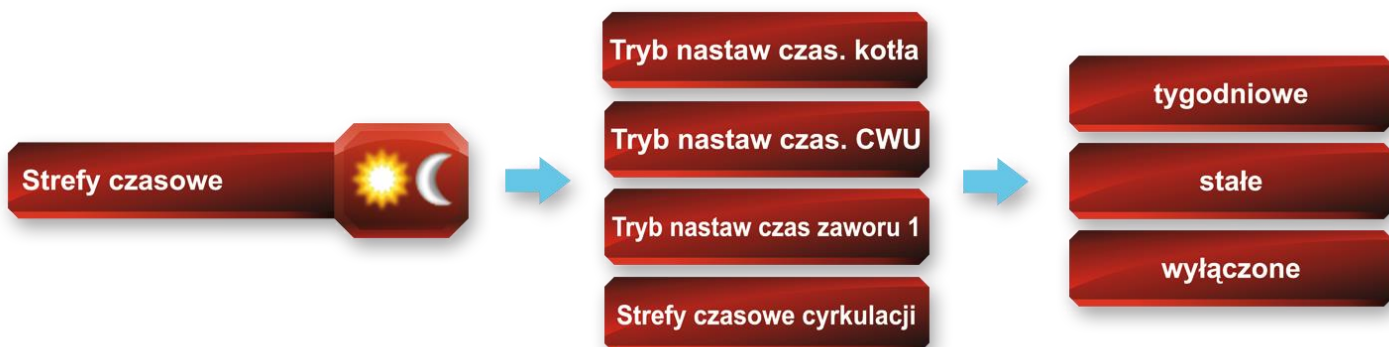 Strefy czasowe
Tryb nastaw czas. kotła
Tryb nastaw czas. CWU
Tryb nastaw czas zaworu 1
Strefy czasowe cyrkulacji
tygodniowe
stałe
wyłączone